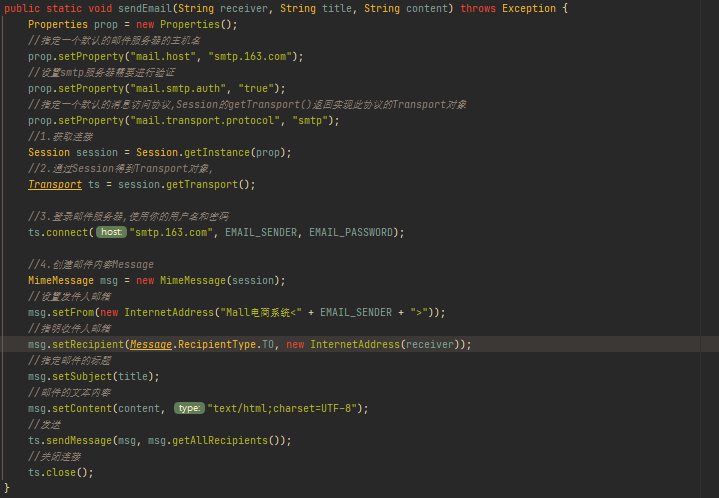 public static void sendEmail(String receiver, String title, String content) throws Exception {
Properties prop = new Properties();
//指定一个默认的邮件服务器的主机名
prop.setProperty("mail.host", "smtp.163.com");
//设置smtp服务器需要进行验证
prop.setProperty("mail.smtp.auth", "true");
//指定一个默认的消息访问协议,Session的getTransport()返回实现此协议的Transport对象
prop.setProperty("mail.transport.protocol", "smtp");
//1.获取连接
Session session = Session.getInstance(prop);
//2.通过Session得到Transport对象,
Transport ts = session.getTransport();
//3.登录邮件服务器,使用你的用户名和密码
ts.connect( host: "smtp.163.com", EMAIL_SENDER, EMAIL_PASSWORD);
//4.创建邮件内容Message
MimeMessage msg = new MimeMessage(session);
//设置发件人邮箱
msg.setFrom(new InternetAddress("Mall电商系统<" + EMAIL_SENDER + ">"));
//指明收件人邮箱
msg.setRecipient(Message.RecipientType.TO, new InternetAddress(receiver));
//指定邮件的标题
msg.setSubject(title);
//邮件的文本内容
msg.setContent(content, type: "text/html;charset=UTF-8");
//发送
ts.sendMessage(msg, msg.getAllRecipients());
//关闭连接
ts.close();
}